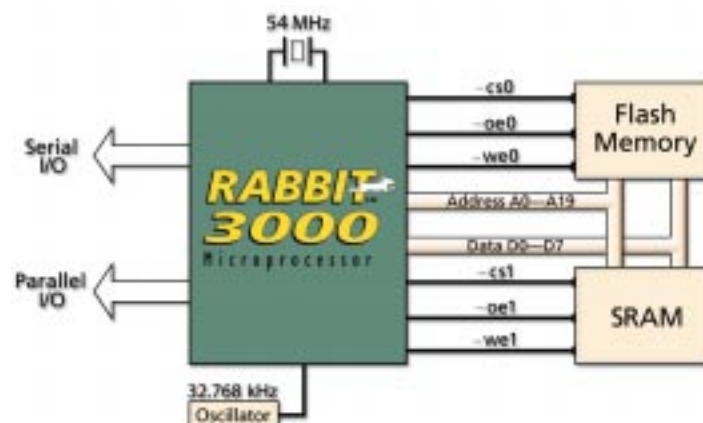 54 MHz
-cs0
Flash
Memory
-oe0
-we0
Serial
I/O
RABBIT
3000
Microprocessor
Address A0—A19
Data D0—D7
Parallel
I/O
-cs1
-oe1
SRAM
-we1
32.768 kHz
Oscillator